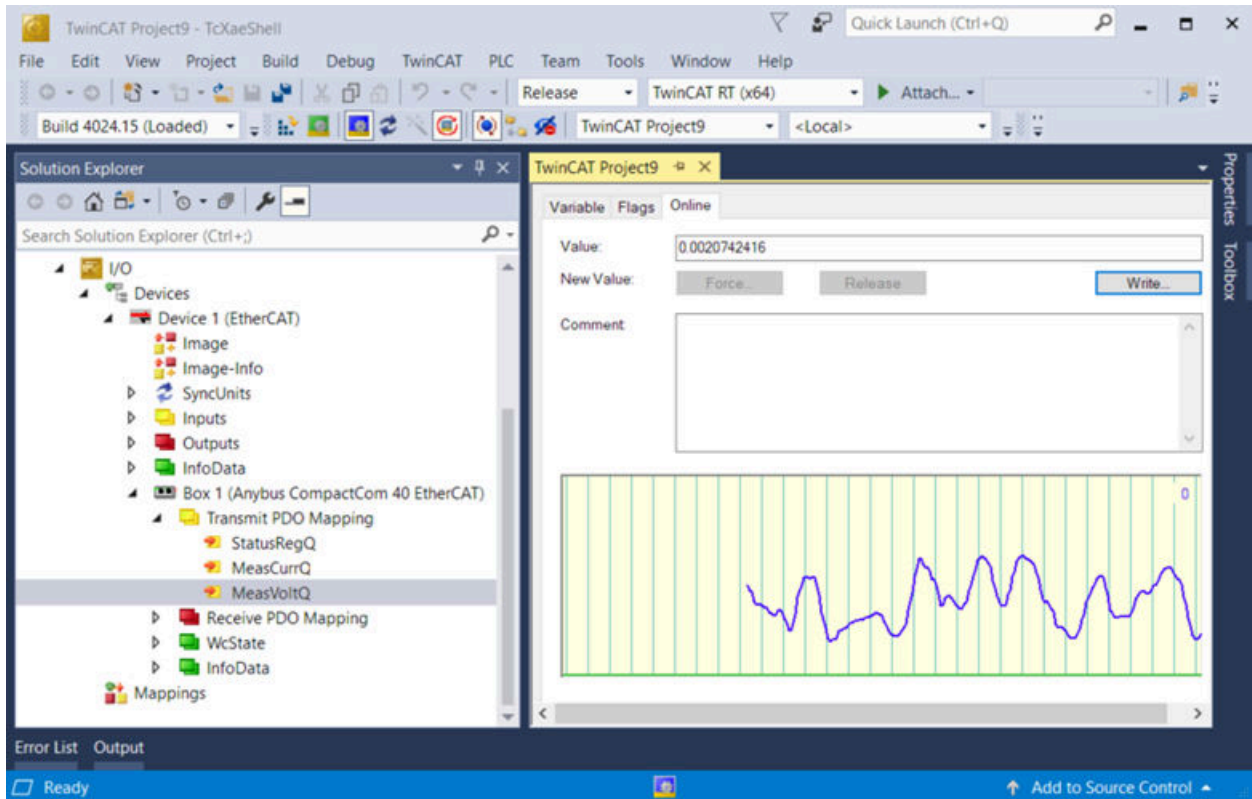 TwinCAT Project9 - TcXaeShell
Quick Launch (Ctrl+Q)
File Edit View Project Build Debug TwinCAT PLC Team Tools Window Help
Release TwinCAT RT (x64) Attach...
Build 4024.15 (Loaded) TwinCAT Project9 <Local>
Solution Explorer
Search Solution Explorer (Ctrl+;)
I/O
Devices
Device 1 (EtherCAT)
Image
Image-Info
SyncUnits
Inputs
Outputs
InfoData
Box 1 (Anybus CompactCom 40 EtherCAT)
Transmit PDO Mapping
StatusRegQ
MeasCurrQ
MeasVoltQ
Receive PDO Mapping
WcState
InfoData
Mappings
TwinCAT Project9
Variable Flags Online
Value: 0.0020742416
New Value: Force... Release Write...
Comment
0
Properties
Toolbox
Error List Output
Ready
Add to Source Control